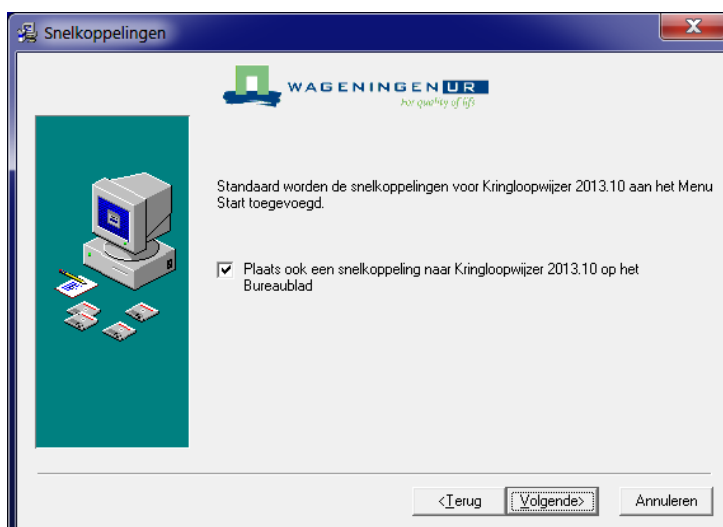 Snelkoppelingen
WAGENINGEN UR
For quality of life
Standaard worden de snelkoppelingen voor Kringloopwijzer 2013.10 aan het Menu
Start toegevoegd.
Plaats ook een snelkoppeling naar Kringloopwijzer 2013.10 op het
Bureaublad
<Terug Volgende> Annuleren